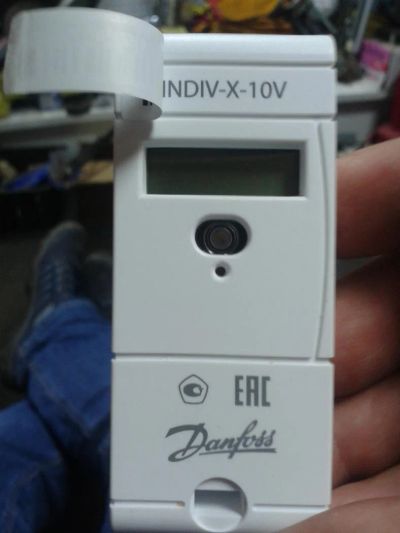 INDIV-X-10V
EAC
Danfoss